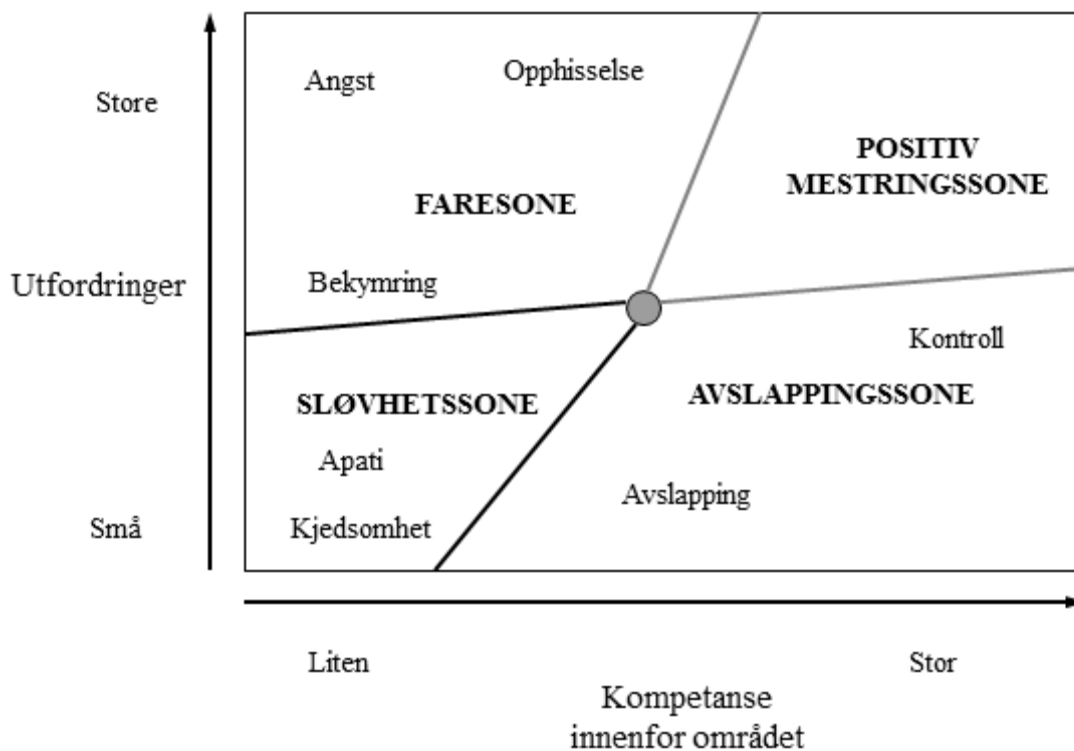 Opphisselse
Angst
Store
POSITIV
MESTRINGSSONE
FARESONE
Utfordringer
Bekymring
Kontroll
SLØVHETSSONE
AVSLAPPINGSSONE
Apati
Avslapping
Små
Kjedsomhet
Liten
Stor
Kompetanse
innenfor området